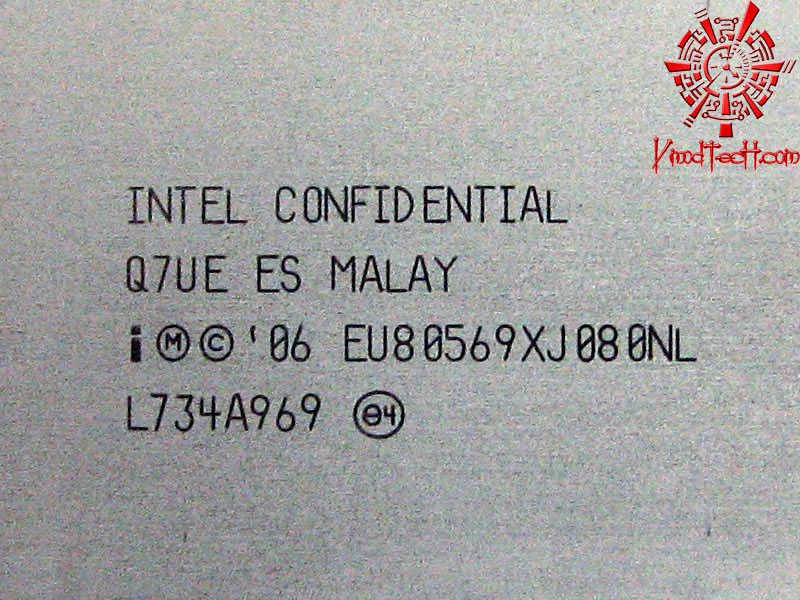 VmodTech.com
INTEL CONFIDENTIAL
Q7UE ES MALAY
i Ⓜ © '06 EU80569XJ080NL
L734A969 e4